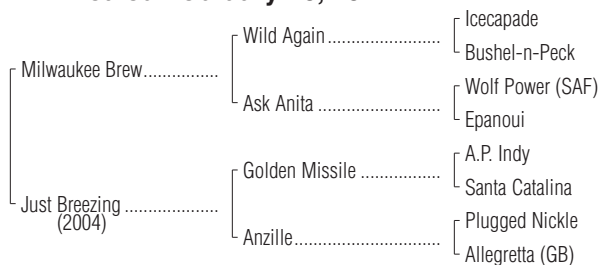 Icecapade
Wild Again
Bushel-n-Peck
Milwaukee Brew
Wolf Power (SAF)
Ask Anita
Epanoui
A.P. Indy
Golden Missile
Santa Catalina
Just Breezing
(2004)
Plugged Nickle
Anzille
Allegretta (GB)